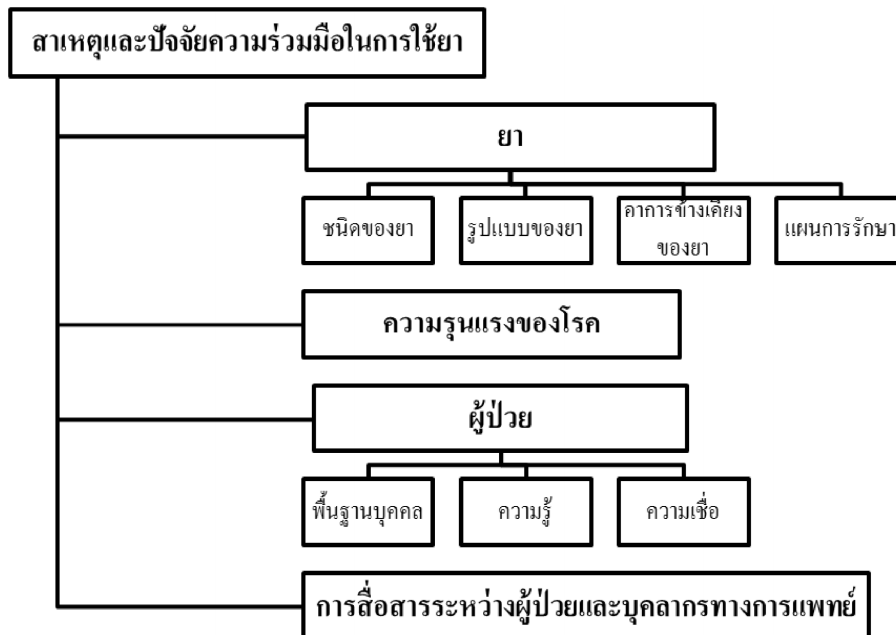 สาเหตุและปัจจัยความร่วมมือในการใช้ยา
ยา
ชนิดของยา
รูปแบบของยา
อาการข้างเคียง
ของยา
แผนการรักษา
ความรุนแรงของโรค
ผู้ป่วย
พื้นฐานบุคคล
ความรู้
ความเชื่อ
การสื่อสารระหว่างผู้ป่วยและบุคลากรทางการแพทย์